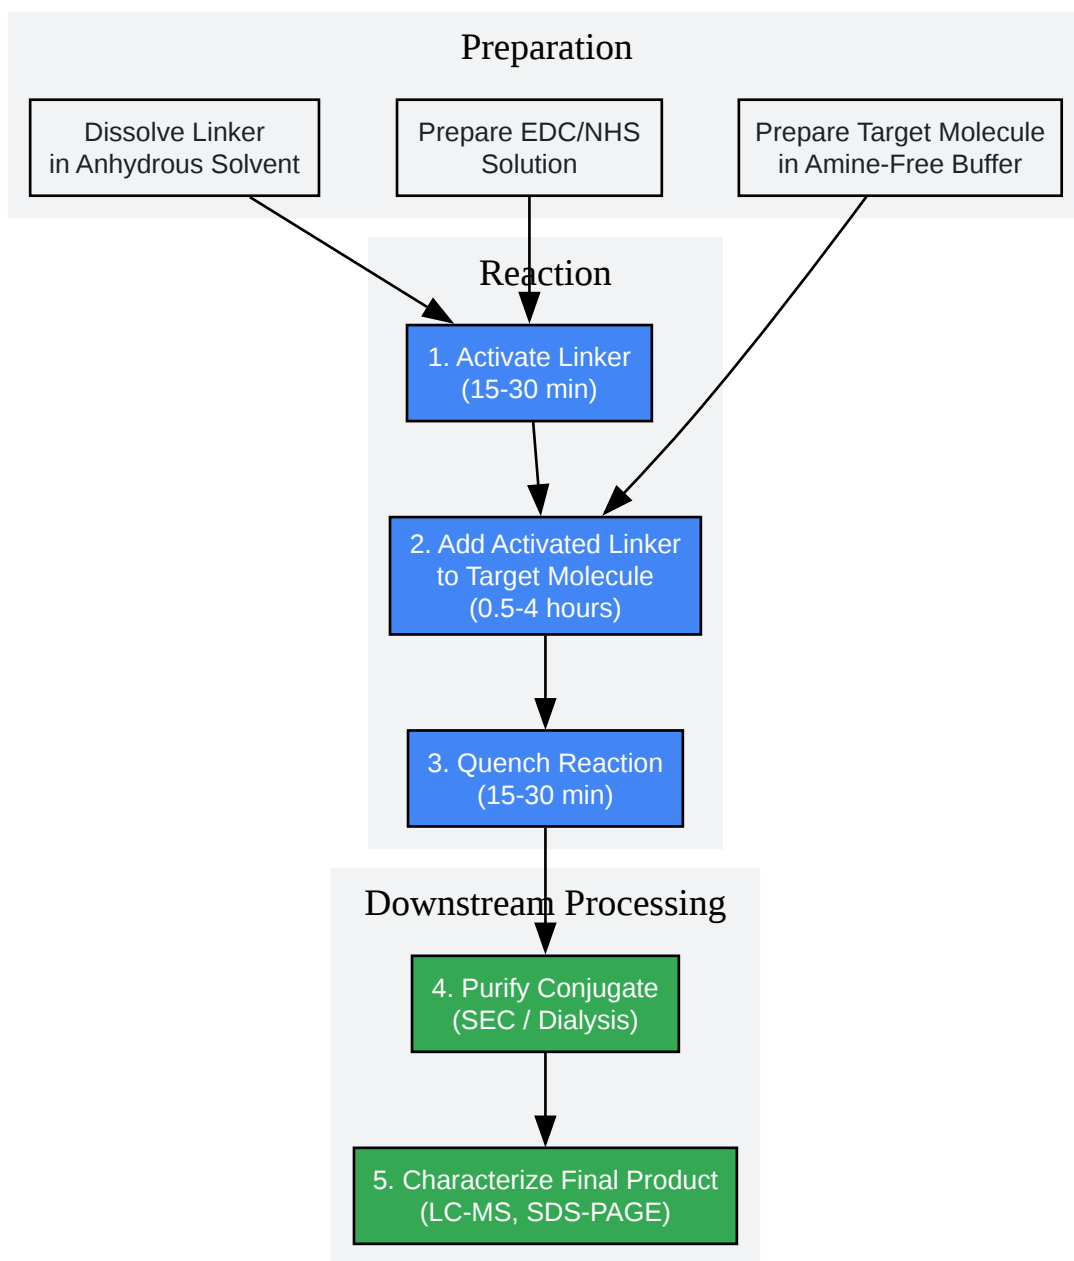 Preparation
Dissolve Linker
in Anhydrous Solvent
Prepare EDC/NHS
Solution
Prepare Target Molecule
in Amine-Free Buffer
Reaction
1. Activate Linker
(15-30 min)
2. Add Activated Linker
to Target Molecule
(0.5-4 hours)
3. Quench Reaction
(15-30 min)
Downstream Processing
4. Purify Conjugate
(SEC / Dialysis)
5. Characterize Final Product
(LC-MS, SDS-PAGE)